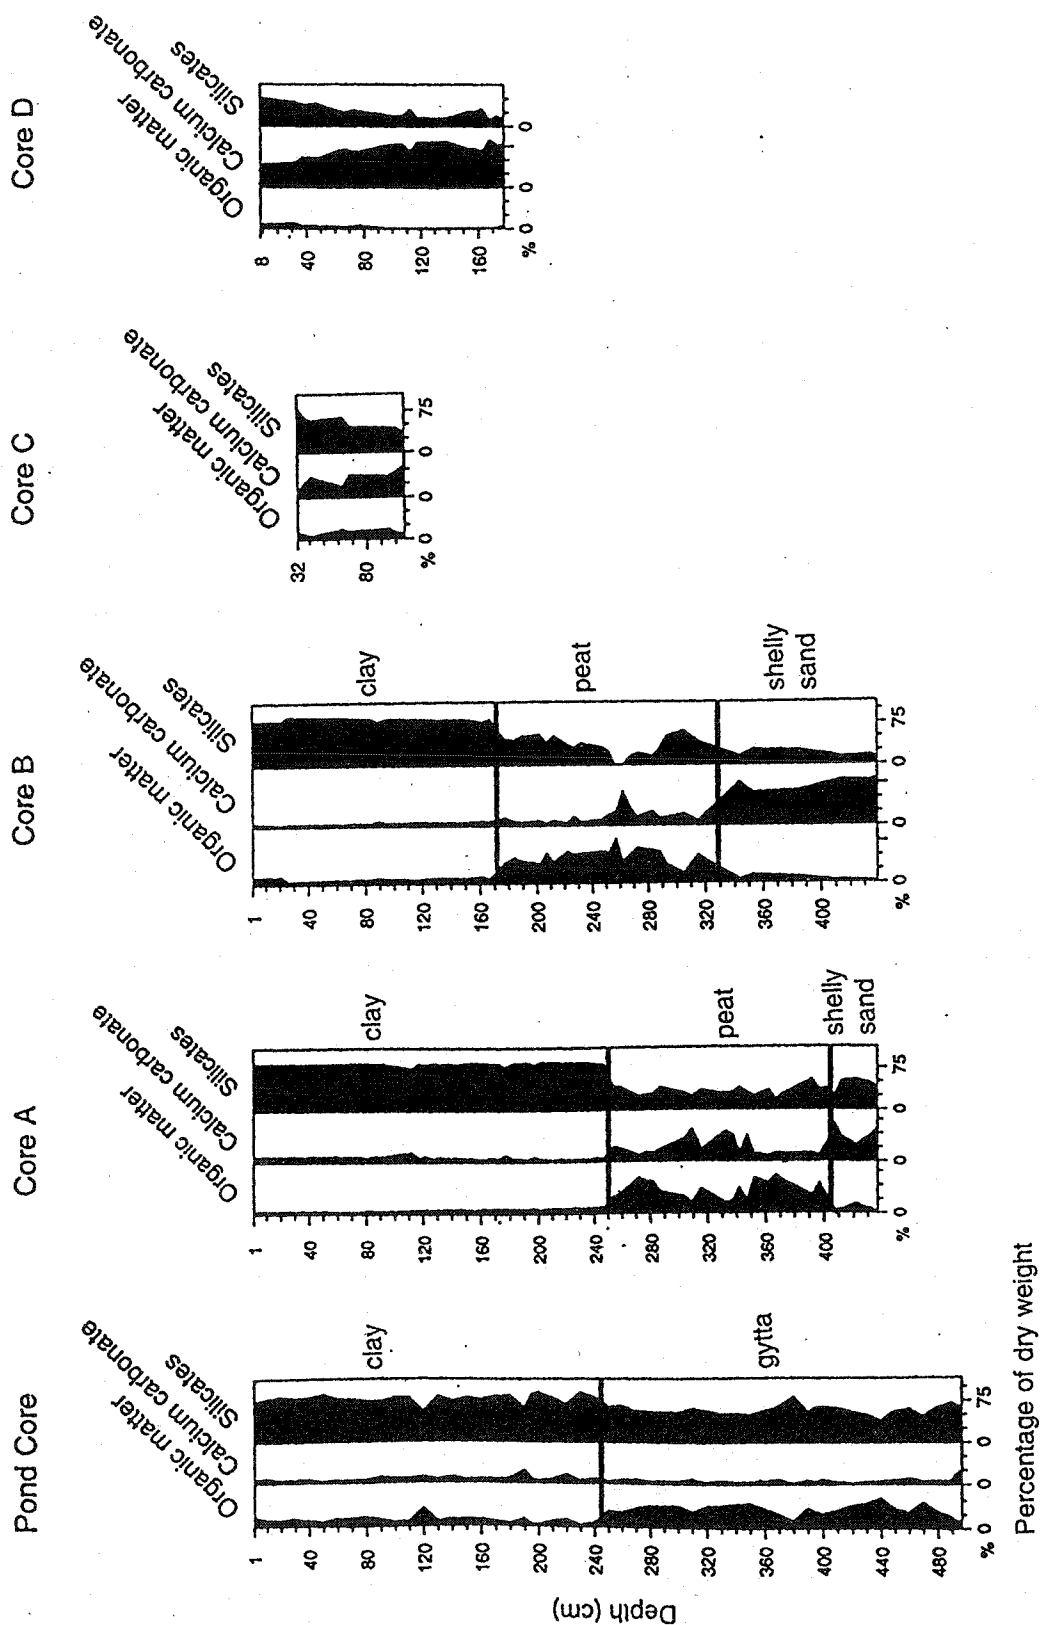 Pond Core
Organic matter
Calcium carbonate
Silicates
Depth (cm)
1
40
80
120
160
200
240
280
320
360
400
440
480
clay
gytta
%
0
0
0
75
Core A
Organic matter
Calcium carbonate
Silicates
1
40
80
120
160
200
240
280
320
360
400
clay
peat
shelly
sand
%
0
0
0
75
Core B
Organic matter
Calcium carbonate
Silicates
1
40
80
120
160
200
240
280
320
360
400
clay
peat
shelly
sand
%
0
0
0
75
Core C
Organic matter
Calcium carbonate
Silicates
32
80
%
0
0
0
75
Core D
Organic matter
Calcium carbonate
Silicates
8
40
80
120
160
%
0
0
0
Percentage of dry weight